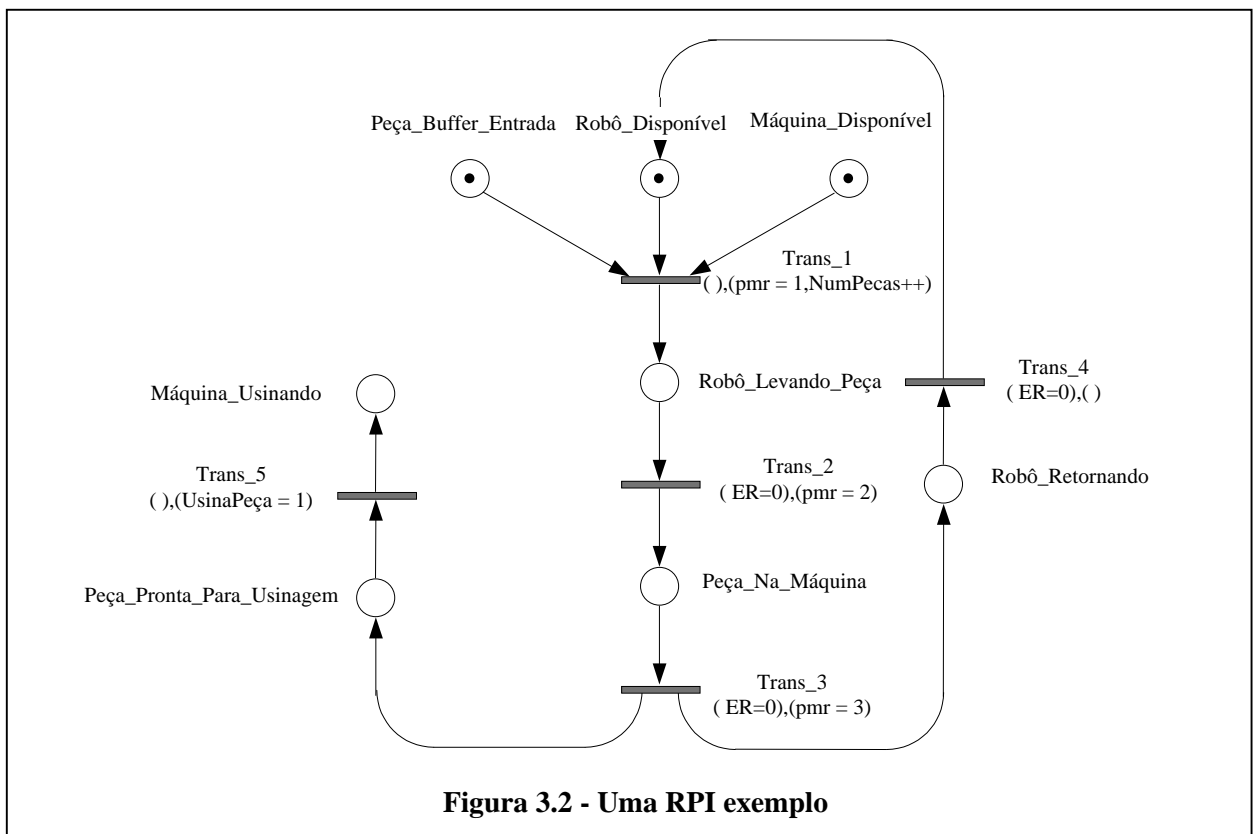 Peça_Buffer_Entrada
Robô_Disponível
Máquina_Disponível
Trans_1
( ),(pmr = 1,NumPecas++)
Máquina_Usinando
Robô_Levando_Peça
Trans_4
( ER=0),( )
Trans_5
( ),(UsinaPeça = 1)
Trans_2
( ER=0),(pmr = 2)
Robô_Retornando
Peça_Pronta_Para_Usinagem
Peça_Na_Máquina
Trans_3
( ER=0),(pmr = 3)
Figura 3.2 - Uma RPI exemplo